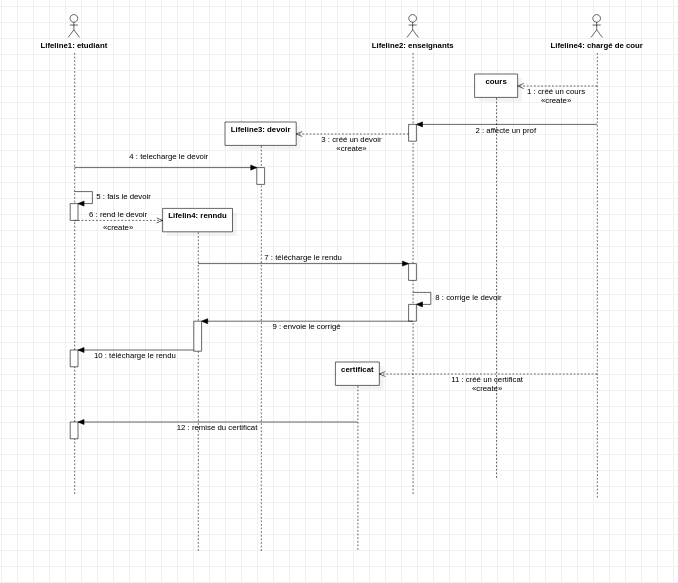 Lifeline1: etudiant
Lifeline2: enseignants
Lifeline4: chargé de cour
cours
1 : créé un cours
«create»
2 : affecte un prof
Lifeline3: devoir
3 : créé un devoir
«create»
4 : telecharge le devoir
5 : fais le devoir
6 : rend le devoir
«create»
Lifelin4: renndu
7 : télécharge le rendu
8 : corrige le devoir
9 : envoie le corrigé
10 : télécharge le rendu
certificat
11 : créé un certificat
«create»
12 : remise du certificat